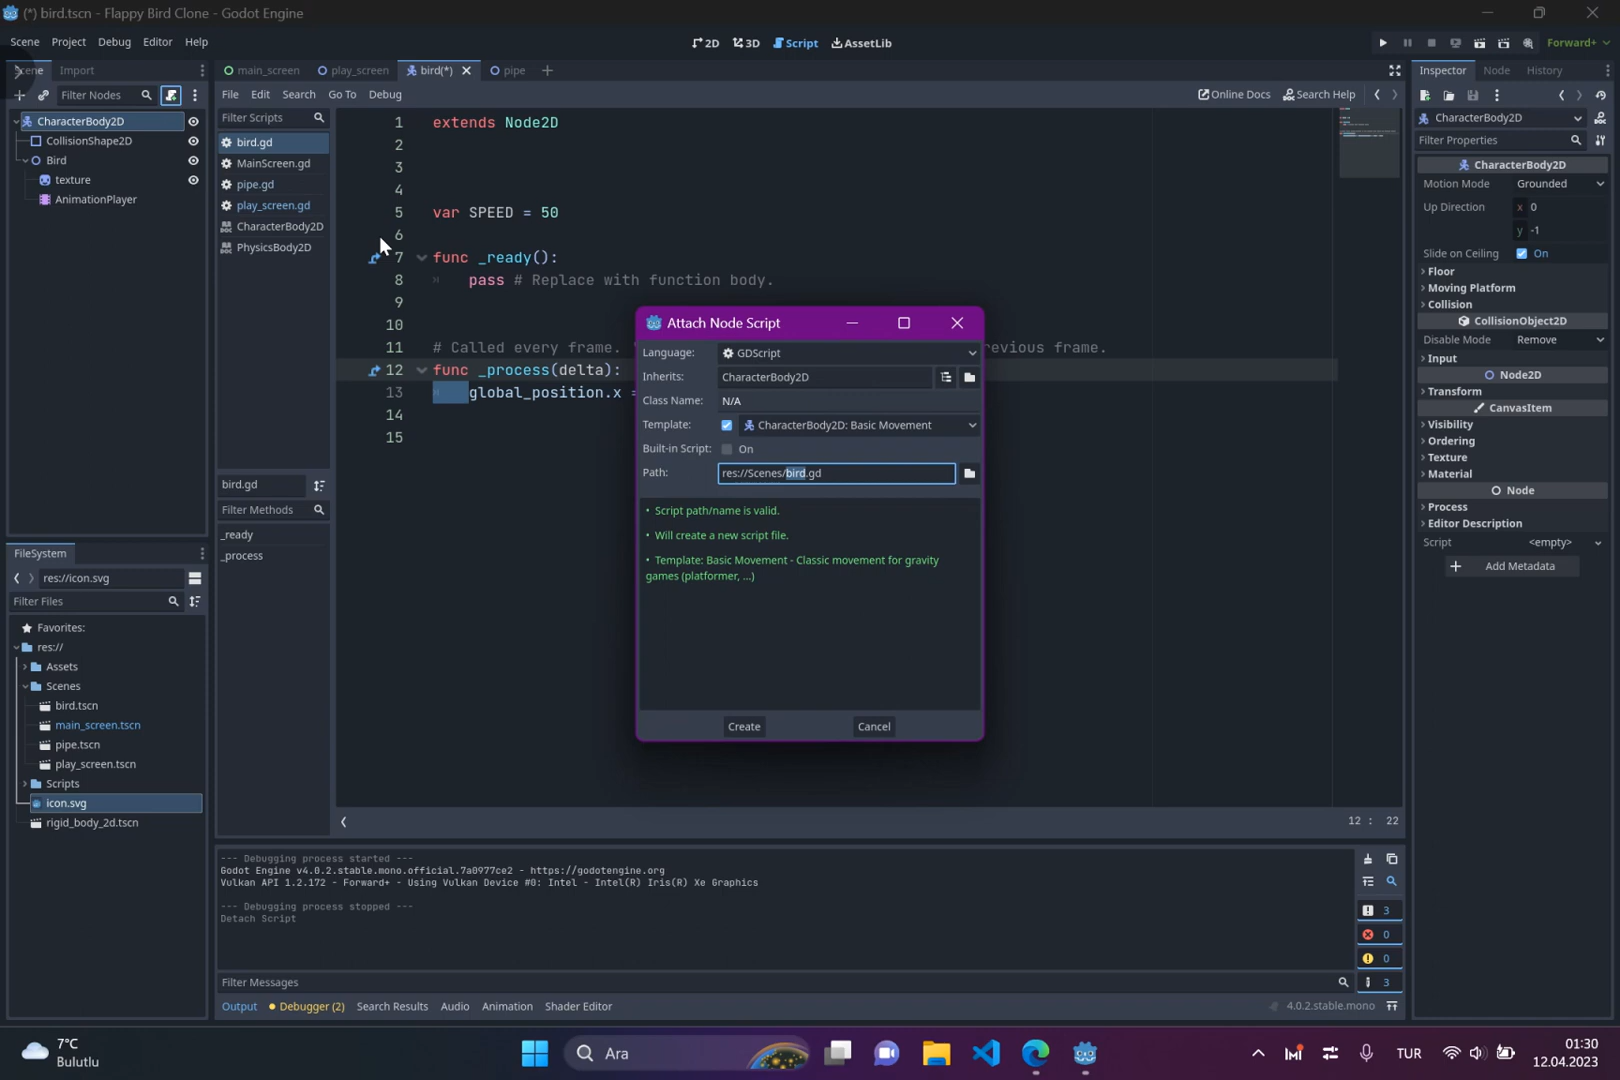 (*) bird.tscn - Flappy Bird Clone - Godot Engine
Scene Project Debug Editor Help
2D 3D Script AssetLib
Forward+
Scene Import
Filter Nodes
CharacterBody2D
CollisionShape2D
Bird
texture
AnimationPlayer
FileSystem
res://icon.svg
Filter Files
Favorites:
res://
Assets
Scenes
bird.tscn
main_screen.tscn
pipe.tscn
play_screen.tscn
Scripts
icon.svg
rigid_body_2d.tscn
main_screen play_screen bird(*) pipe
File Edit Search Go To Debug
Online Docs Search Help
Filter Scripts
bird.gd
MainScreen.gd
pipe.gd
play_screen.gd
CharacterBody2D
PhysicsBody2D
bird.gd
Filter Methods
_ready
_process
1 extends Node2D
2
3
4
5 var SPEED = 50
6
7 func _ready():
8 pass # Replace with function body.
9
10
11 # Called every frame. revious frame.
12 func _process(delta):
13 global_position.x =
14
15
12 : 22
Attach Node Script
Language: GDScript
Inherits: CharacterBody2D
Class Name: N/A
Template: CharacterBody2D: Basic Movement
Built-in Script: On
Path: res://Scenes/bird.gd
• Script path/name is valid.
• Will create a new script file.
• Template: Basic Movement - Classic movement for gravity
games (platformer, ...)
Create Cancel
--- Debugging process started ---
Godot Engine v4.0.2.stable.mono.official.7a0977ce2 - https://godotengine.org
Vulkan API 1.2.172 - Forward+ - Using Vulkan Device #0: Intel - Intel(R) Iris(R) Xe Graphics
--- Debugging process stopped ---
Detach Script
3
0
0
3
Filter Messages
Output Debugger (2) Search Results Audio Animation Shader Editor
4.0.2.stable.mono
Inspector Node History
CharacterBody2D
Filter Properties
CharacterBody2D
Motion Mode Grounded
Up Direction x 0
y -1
Slide on Ceiling On
Floor
Moving Platform
Collision
CollisionObject2D
Disable Mode Remove
Input
Node2D
Transform
CanvasItem
Visibility
Ordering
Texture
Material
Node
Process
Editor Description
Script <empty>
Add Metadata
7°C
Bulutlu
Ara
TUR
01:30
12.04.2023